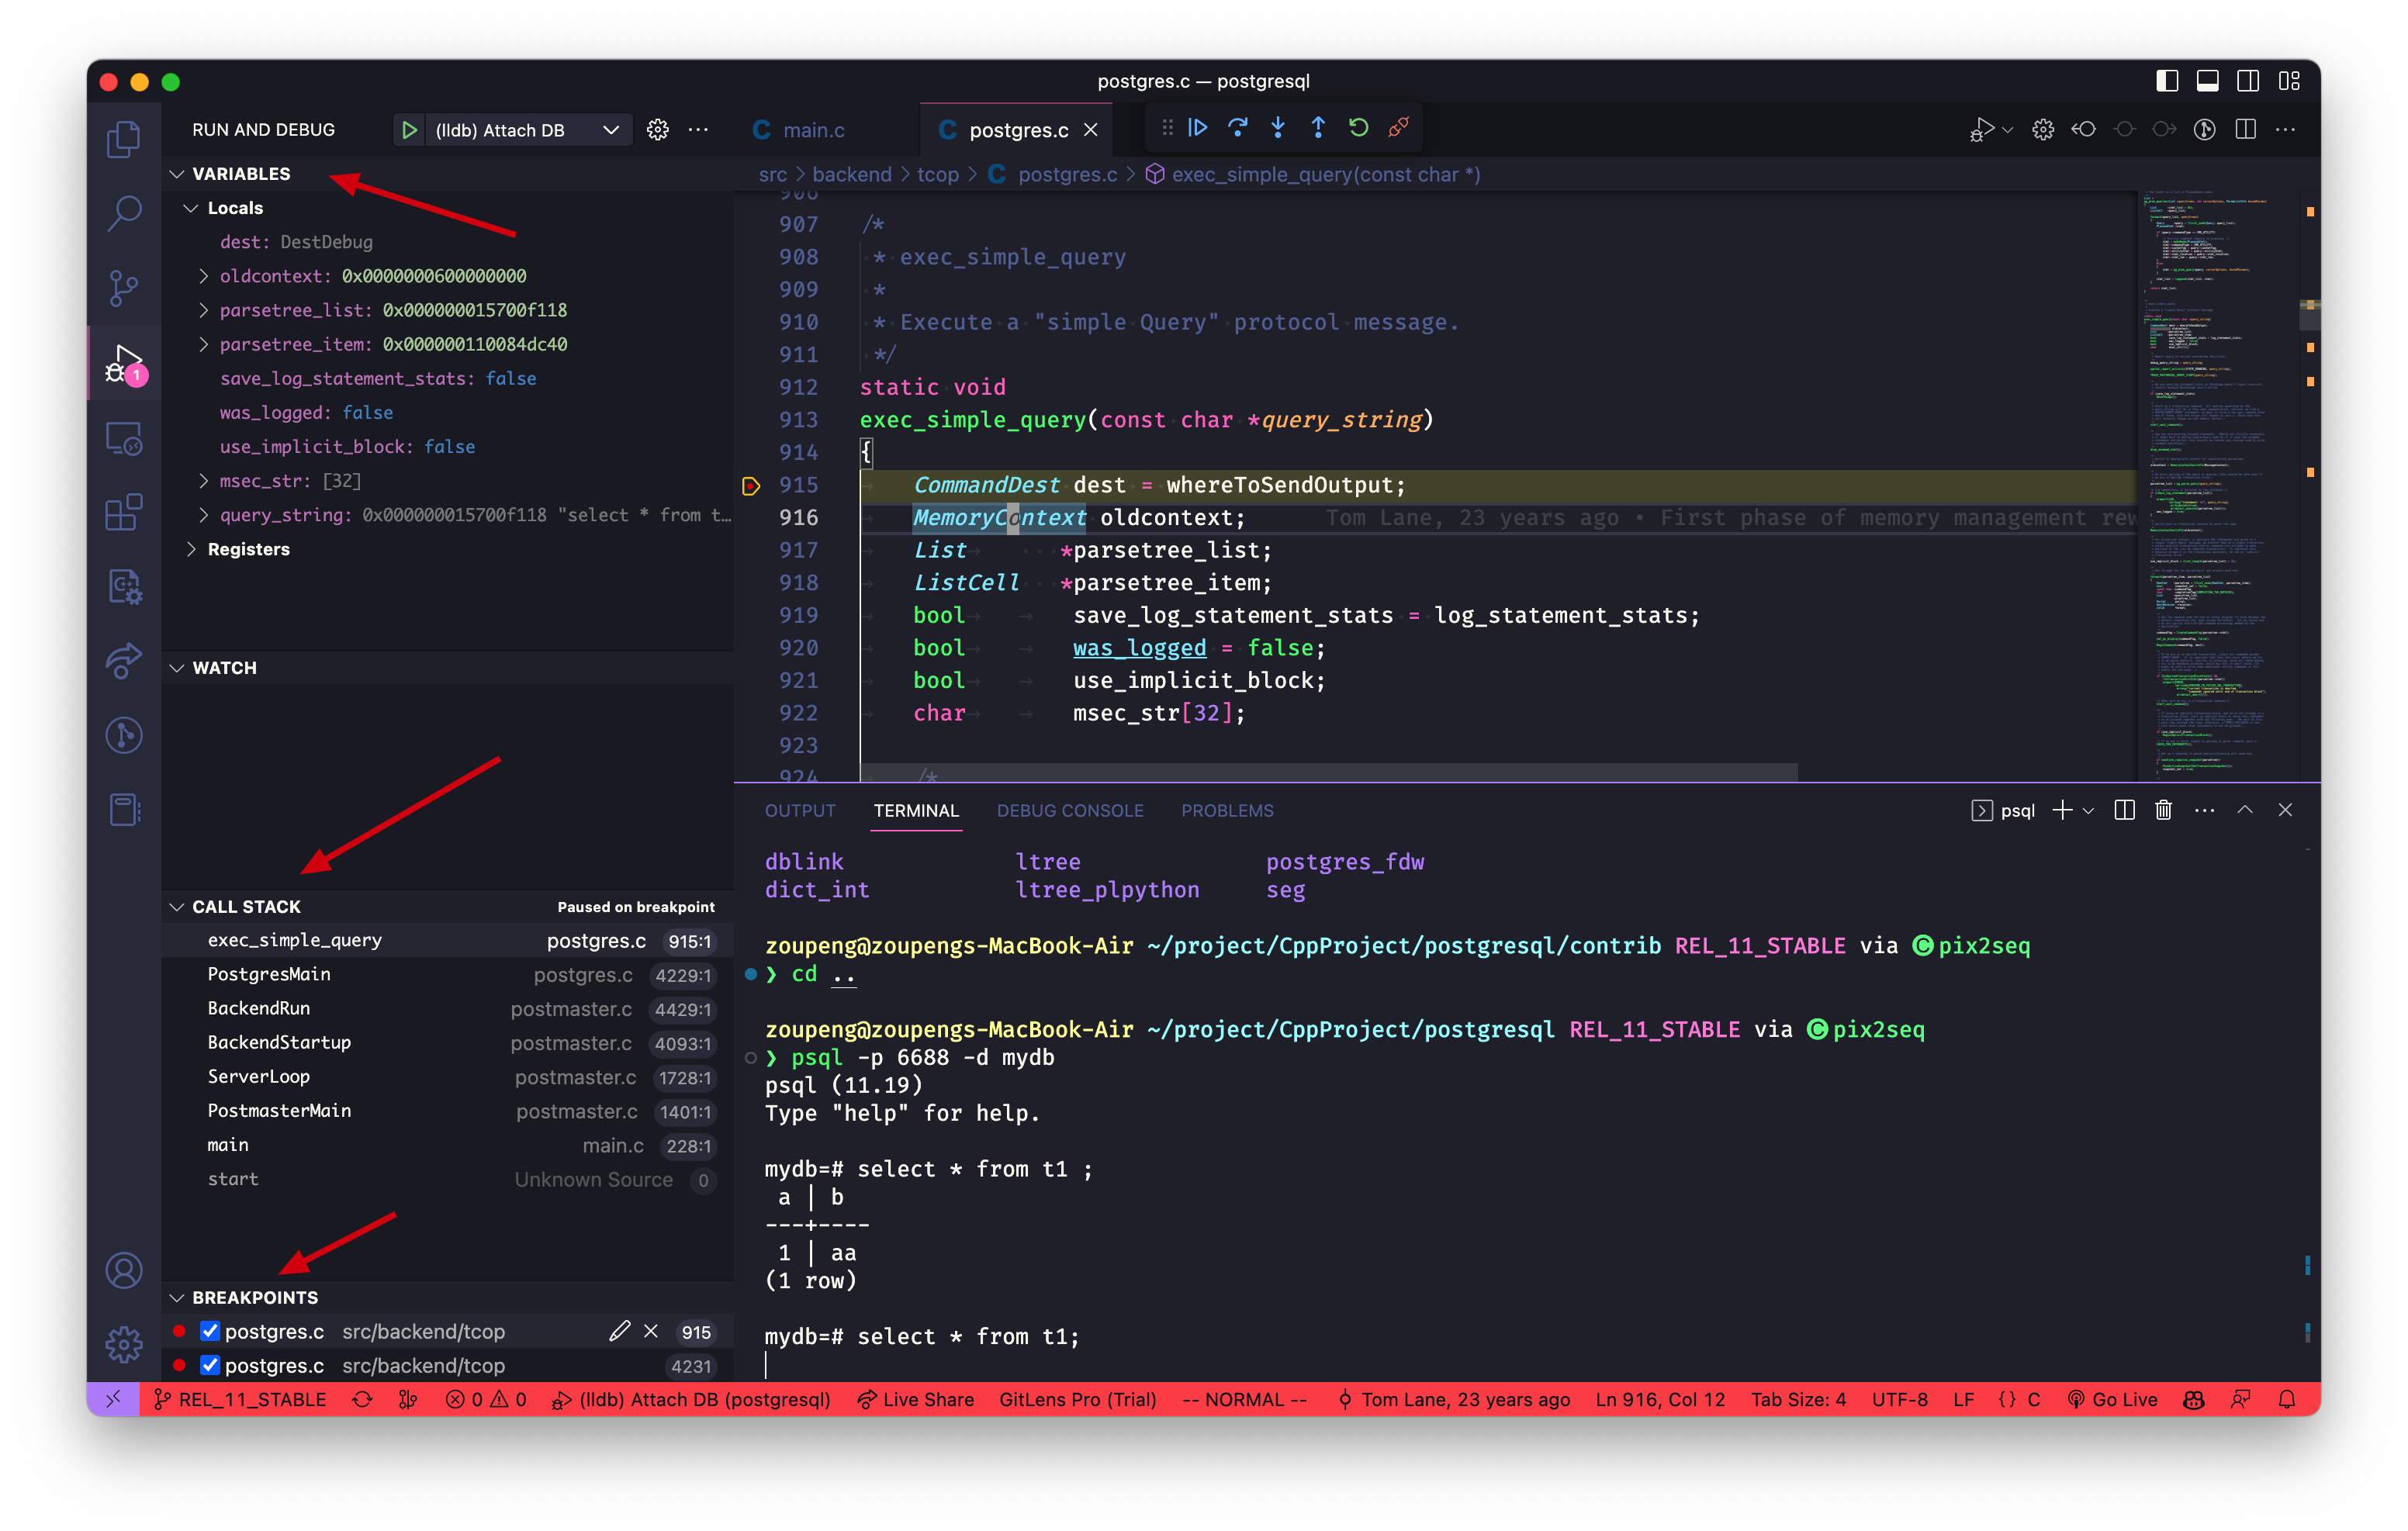 postgres.c — postgresql
RUN AND DEBUG
(lldb) Attach DB
main.c
postgres.c
VARIABLES
Locals
dest: DestDebug
oldcontext: 0x0000000600000000
parsetree_list: 0x000000015700f118
parsetree_item: 0x000000110084dc40
save_log_statement_stats: false
was_logged: false
use_implicit_block: false
msec_str: [32]
query_string: 0x000000015700f118 "select * from t…
Registers
WATCH
CALL STACK
Paused on breakpoint
exec_simple_query postgres.c 915:1
PostgresMain postgres.c 4229:1
BackendRun postmaster.c 4429:1
BackendStartup postmaster.c 4093:1
ServerLoop postmaster.c 1728:1
PostmasterMain postmaster.c 1401:1
main main.c 228:1
start Unknown Source 0
BREAKPOINTS
postgres.c src/backend/tcop 915
postgres.c src/backend/tcop 4231
1
src > backend > tcop > C postgres.c > exec_simple_query(const char *)
906
907 /*
908 * exec_simple_query
909 *
910 * Execute a "simple Query" protocol message.
911 */
912 static void
913 exec_simple_query(const char *query_string)
914 {
915 CommandDest dest = whereToSendOutput;
916 MemoryContext oldcontext; Tom Lane, 23 years ago • First phase of memory management rew
917 List *parsetree_list;
918 ListCell *parsetree_item;
919 bool save_log_statement_stats = log_statement_stats;
920 bool was_logged = false;
921 bool use_implicit_block;
922 char msec_str[32];
923
924 /*
OUTPUT TERMINAL DEBUG CONSOLE PROBLEMS
psql
dblink ltree postgres_fdw
dict_int ltree_plpython seg
zoupeng@zoupengs-MacBook-Air ~/project/CppProject/postgresql/contrib REL_11_STABLE via C pix2seq
❯ cd ..
zoupeng@zoupengs-MacBook-Air ~/project/CppProject/postgresql REL_11_STABLE via C pix2seq
❯ psql -p 6688 -d mydb
psql (11.19)
Type "help" for help.
mydb=# select * from t1 ;
a | b
---+----
1 | aa
(1 row)
mydb=# select * from t1;
REL_11_STABLE 0 0 (lldb) Attach DB (postgresql) Live Share GitLens Pro (Trial) -- NORMAL -- Tom Lane, 23 years ago Ln 916, Col 12 Tab Size: 4 UTF-8 LF {} C Go Live